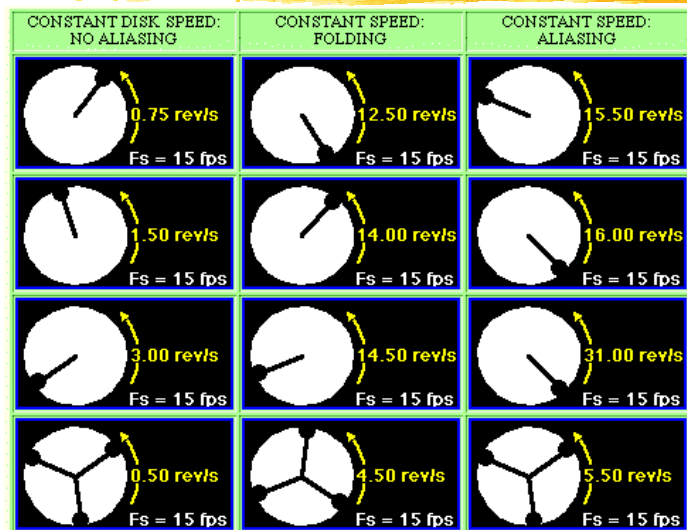 CONSTANT DISK SPEED:
NO ALIASING
CONSTANT SPEED:
FOLDING
CONSTANT SPEED:
ALIASING
0.75 rev/s
Fs = 15 fps
12.50 rev/s
Fs = 15 fps
15.50 rev/s
Fs = 15 fps
1.50 rev/s
Fs = 15 fps
14.00 rev/s
Fs = 15 fps
16.00 rev/s
Fs = 15 fps
3.00 rev/s
Fs = 15 fps
14.50 rev/s
Fs = 15 fps
31.00 rev/s
Fs = 15 fps
0.50 rev/s
Fs = 15 fps
4.50 rev/s
Fs = 15 fps
5.50 rev/s
Fs = 15 fps